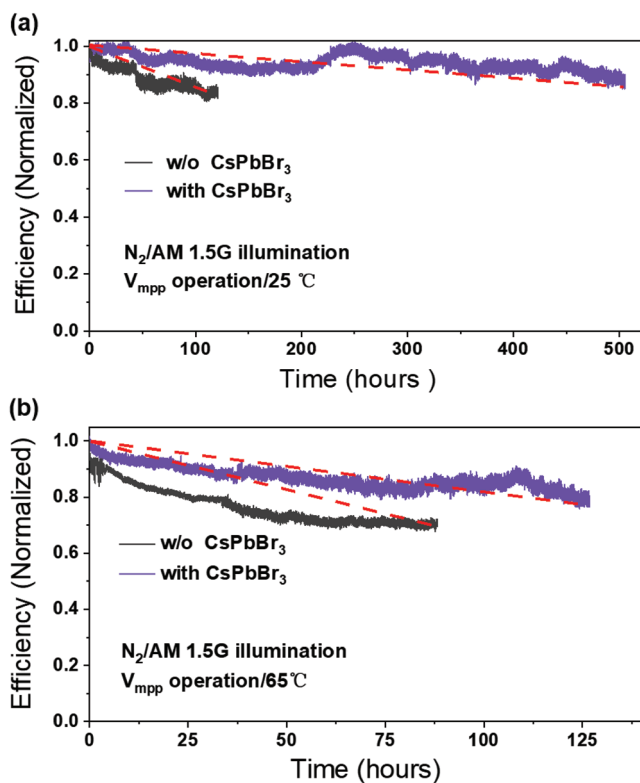 (a)
Efficiency (Normalized)
1.0
0.8
0.6
0.4
0.2
0.0
w/o CsPbBr₃
with CsPbBr₃
N₂/AM 1.5G illumination
Vmpp operation/25 ℃
0 100 200 300 400 500
Time (hours )
(b)
Efficiency (Normalized)
1.0
0.8
0.6
0.4
0.2
0.0
w/o CsPbBr₃
with CsPbBr₃
N₂/AM 1.5G illumination
Vmpp operation/65℃
0 25 50 75 100 125
Time (hours)